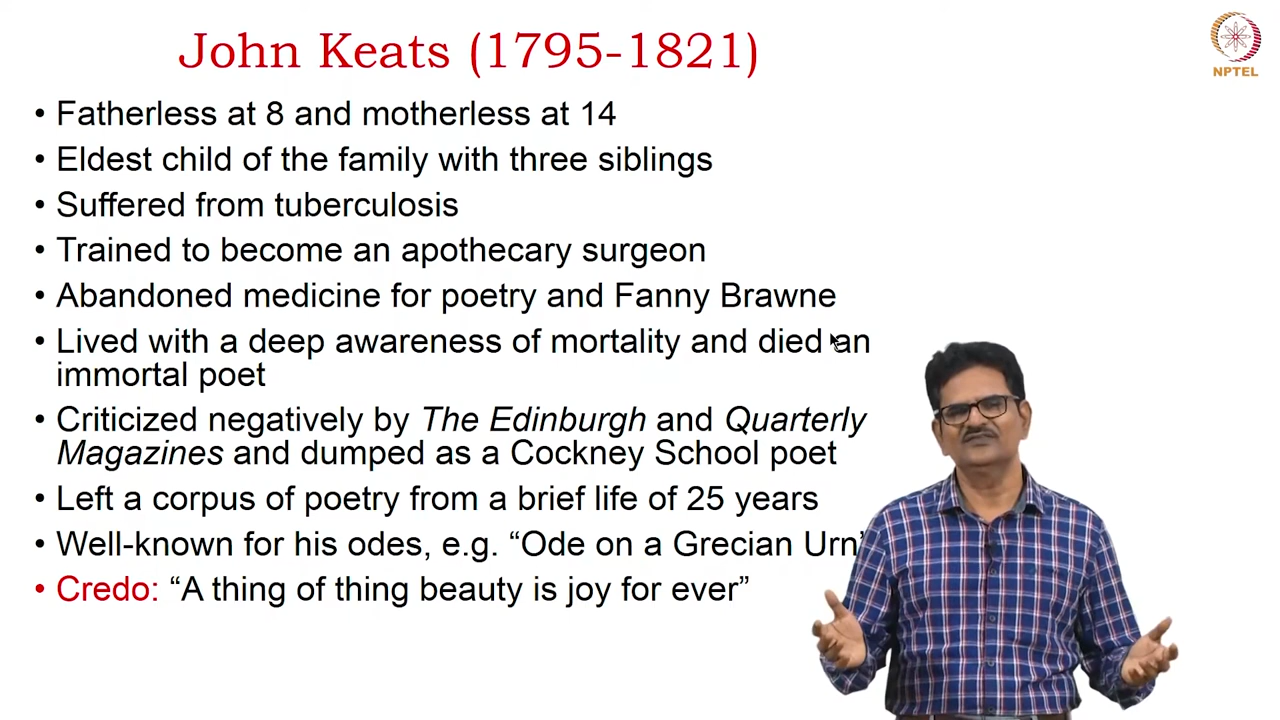 John Keats (1795-1821)
NPTEL
• Fatherless at 8 and motherless at 14
• Eldest child of the family with three siblings
• Suffered from tuberculosis
• Trained to become an apothecary surgeon
• Abandoned medicine for poetry and Fanny Brawne
• Lived with a deep awareness of mortality and died an
immortal poet
• Criticized negatively by The Edinburgh and Quarterly
Magazines and dumped as a Cockney School poet
• Left a corpus of poetry from a brief life of 25 years
• Well-known for his odes, e.g. “Ode on a Grecian Urn”
• Credo: “A thing of thing beauty is joy for ever”